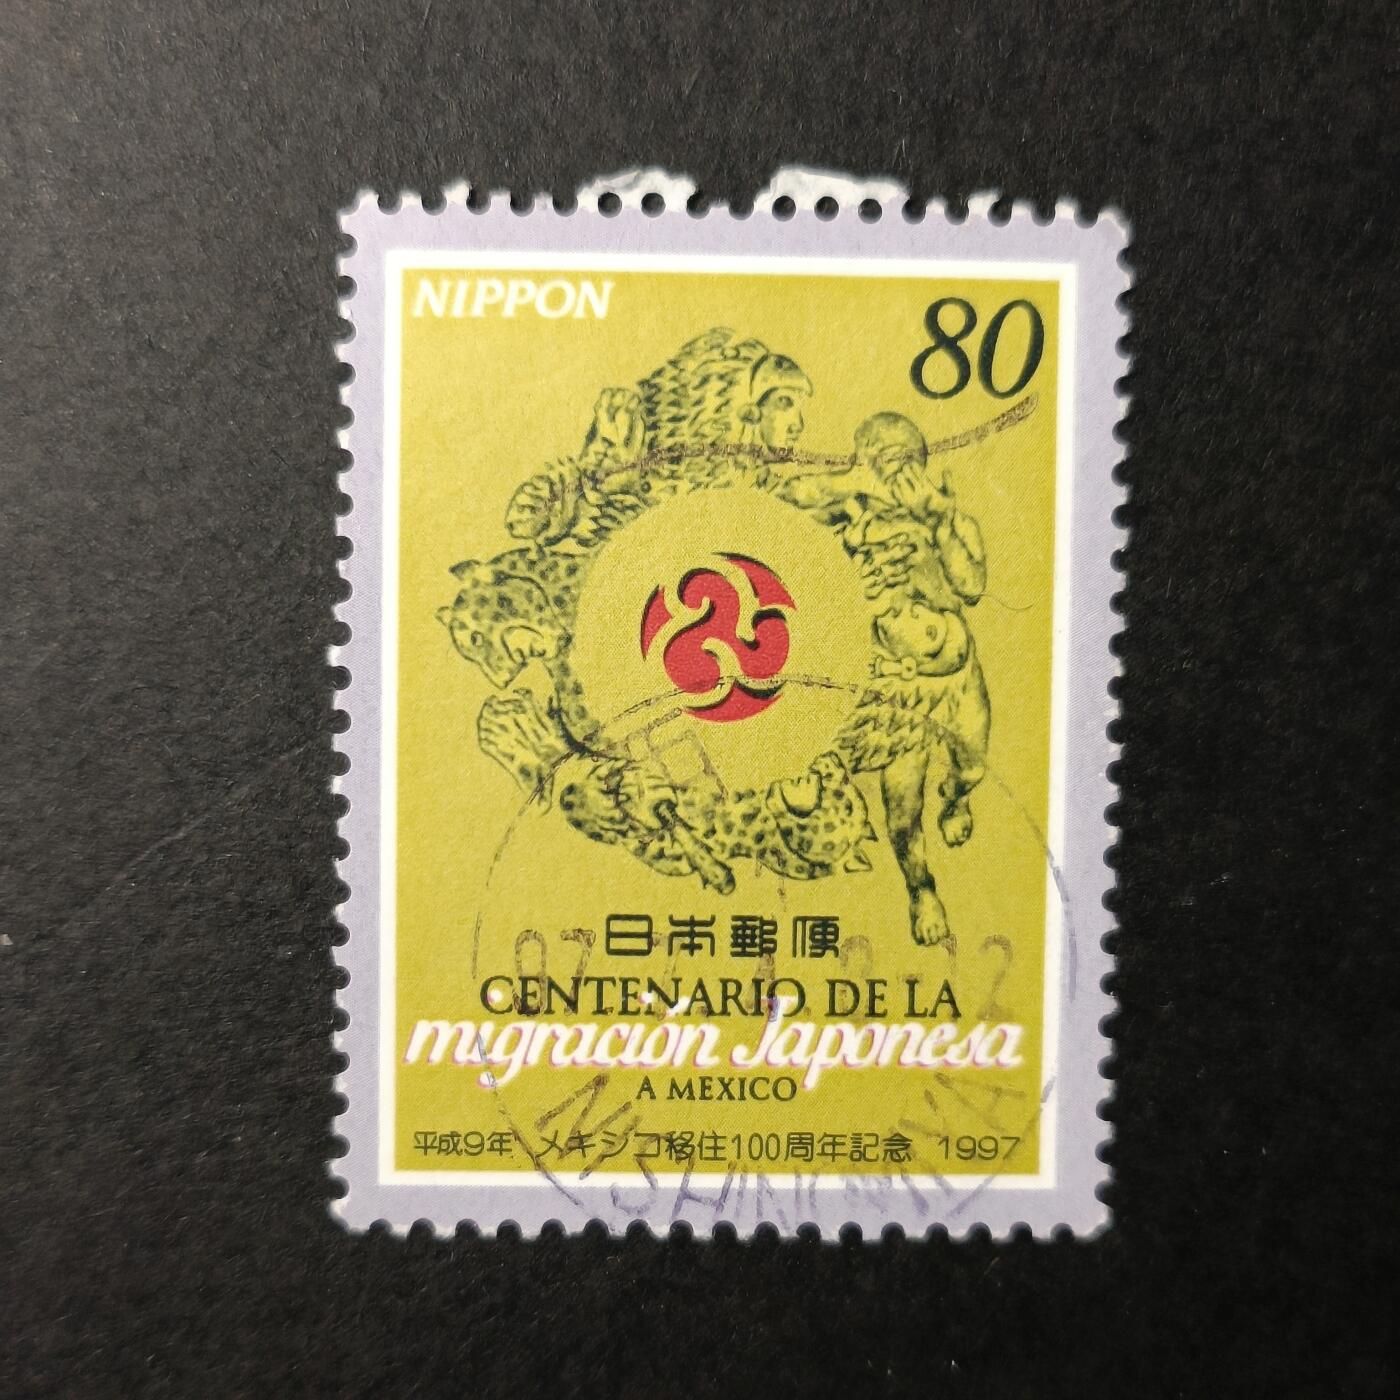 NIPPON
80
日本郵便
CENTENARIO DE LA
migración Japonesa
A MEXICO
平成9年 メキシコ移住100周年記念 1997
NISHINOMIYA